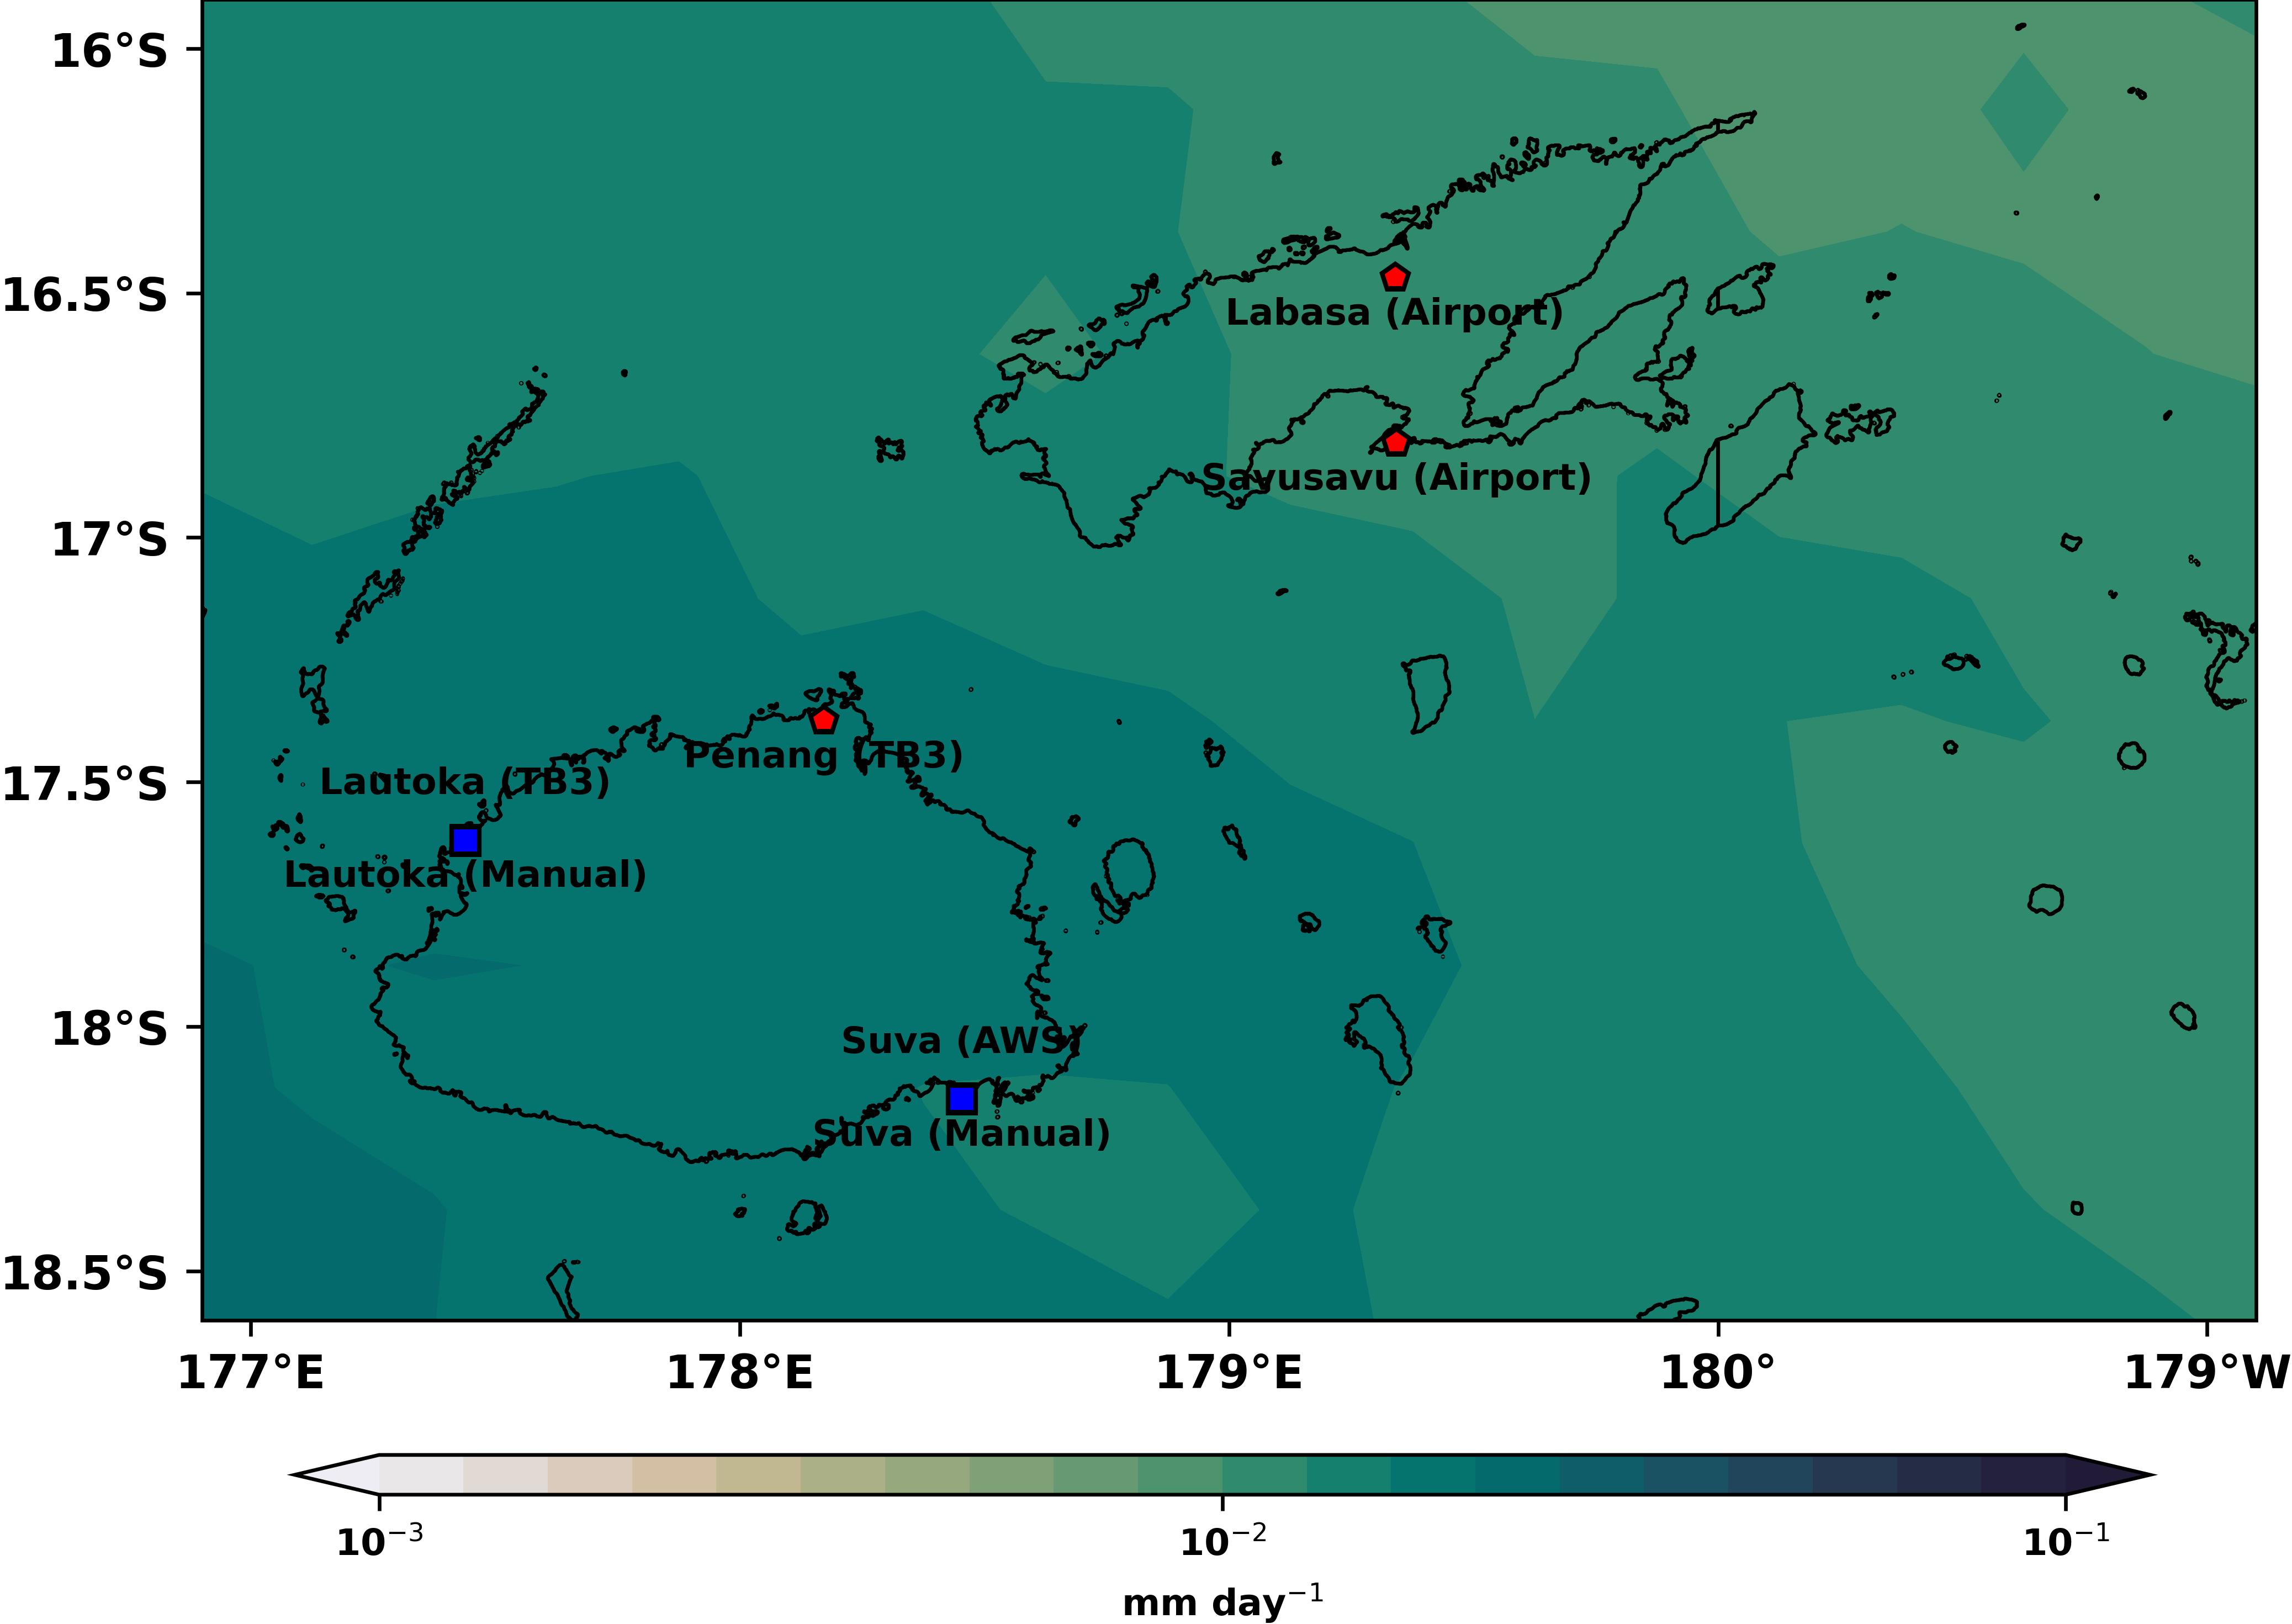 16°S
16.5°S
Labasa (Airport)
Savusavu (Airport)
17°S
Penang (TB3)
17.5°S
Lautoka (TB3)
Lautoka (Manual)
18°S
Suva (AWS)
Suva (Manual)
18.5°S
177°E 178°E 179°E 180° 179°W
10⁻³ 10⁻² 10⁻¹
mm day⁻¹